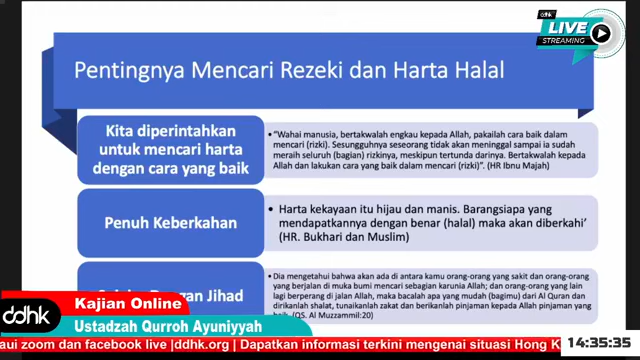 ddhk
LIVE
STREAMING
Pentingnya Mencari Rezeki dan Harta Halal
Kita diperintahkan
untuk mencari harta
dengan cara yang baik
• "Wahai manusia, bertakwalah engkau kepada Allah, pakailah cara baik dalam
mencari (rizki). Sesungguhnya seseorang tidak akan meninggal sampai ia sudah
meraih seluruh (bagian) rizkinya, meskipun tertunda darinya. Bertakwalah kepada
Allah dan lakukan cara yang baik dalam mencari (rizki)". (HR Ibnu Majah)
Penuh Keberkahan
• Harta kekayaan itu hijau dan manis. Barangsiapa yang
mendapatkannya dengan benar (halal) maka akan diberkahi'
(HR. Bukhari dan Muslim)
Dengan Jihad
• Dia mengetahui bahwa akan ada di antara kamu orang-orang yang sakit dan orang-orang
yang berjalan di muka bumi mencari sebagian karunia Allah; dan orang-orang yang lain
lagi berperang di jalan Allah, maka bacalah apa yang mudah (bagimu) dari Al Quran dan
dirikanlah shalat, tunaikanlah zakat dan berikanlah pinjaman kepada Allah pinjaman yang
baik. (QS. Al Muzzammil:20)
ddhk
Kajian Online
Ustadzah Qurroh Ayuniyyah
aui zoom dan facebook live |ddhk.org| Dapatkan informasi terkini mengenai situasi Hong K
14:35:35